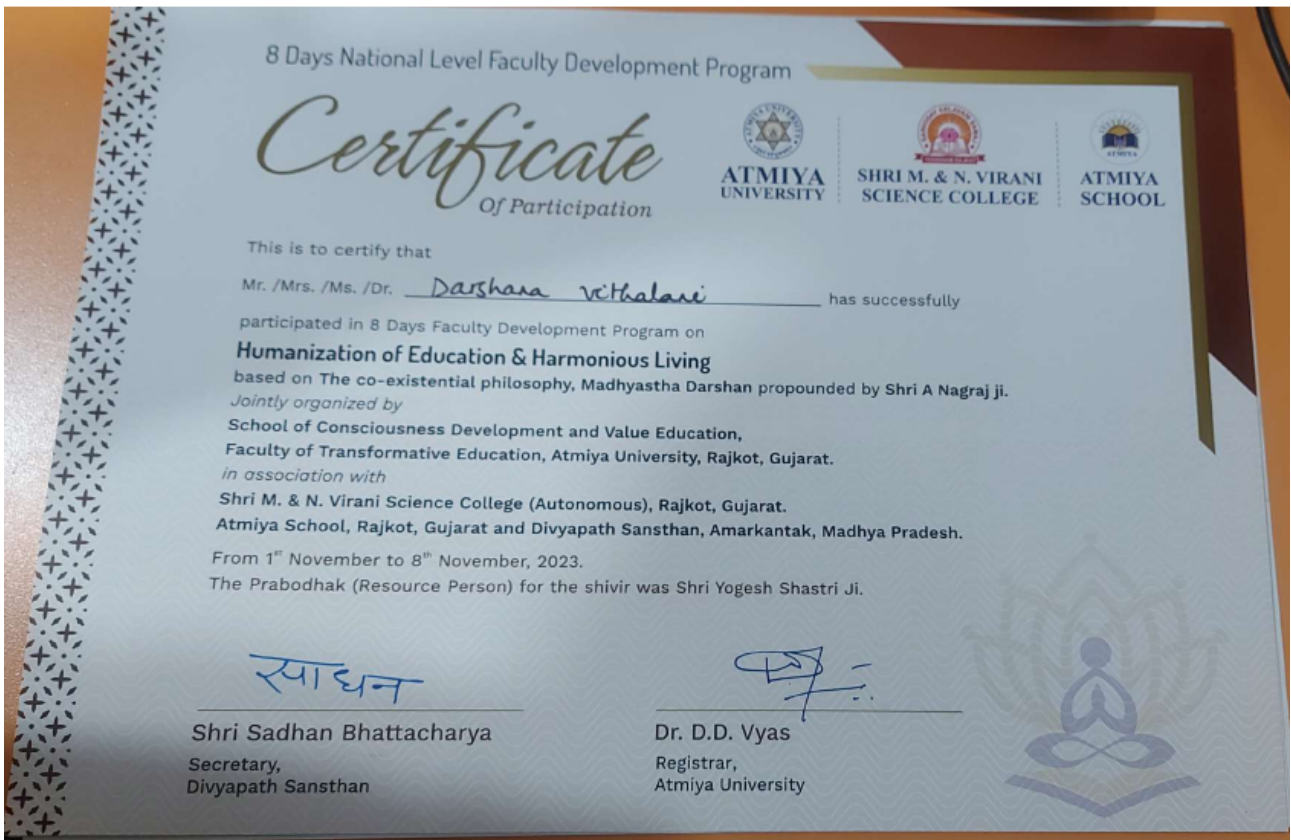 8 Days National Level Faculty Development Program
Certificate
Of Participation
ATMIYA
UNIVERSITY
SHRI M. & N. VIRANI
SCIENCE COLLEGE
ATMIYA
SCHOOL
This is to certify that
Mr. /Mrs. /Ms. /Dr. Darshana Vithalani has successfully
participated in 8 Days Faculty Development Program on
Humanization of Education & Harmonious Living
based on The co-existential philosophy, Madhyastha Darshan propounded by Shri A Nagraj ji.
Jointly organized by
School of Consciousness Development and Value Education,
Faculty of Transformative Education, Atmiya University, Rajkot, Gujarat.
in association with
Shri M. & N. Virani Science College (Autonomous), Rajkot, Gujarat.
Atmiya School, Rajkot, Gujarat and Divyapath Sansthan, Amarkantak, Madhya Pradesh.
From 1st November to 8th November, 2023.
The Prabodhak (Resource Person) for the shivir was Shri Yogesh Shastri Ji.
साधन
Shri Sadhan Bhattacharya
Secretary,
Divyapath Sansthan
Dr. D.D. Vyas
Registrar,
Atmiya University